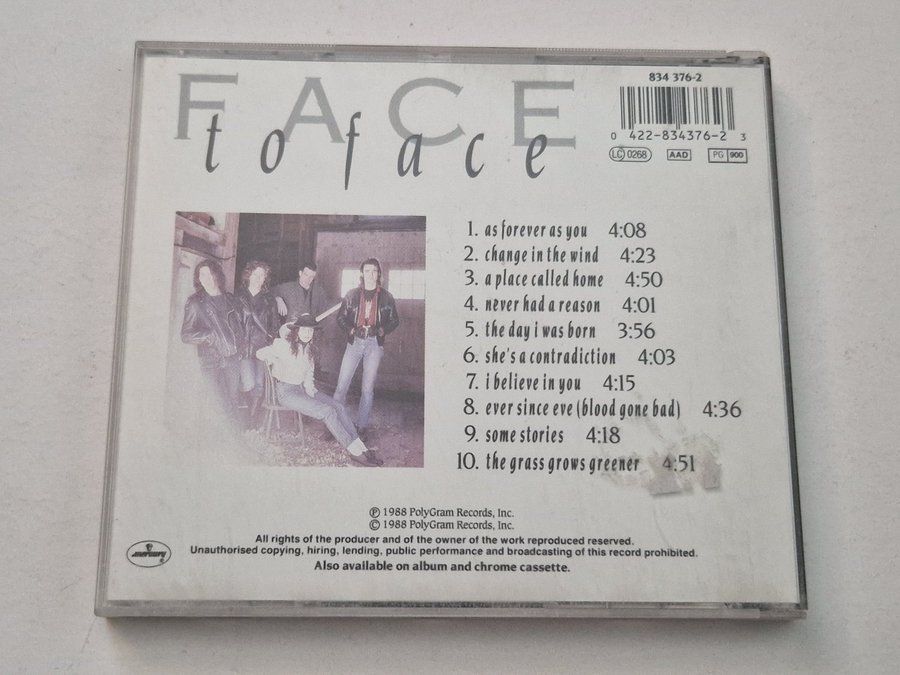 FACE
to face
834 376-2
0 422-834376-2 3
LC 0268 AAD PG 900
1. as forever as you 4:08
2. change in the wind 4:23
3. a place called home 4:50
4. never had a reason 4:01
5. the day i was born 3:56
6. she's a contradiction 4:03
7. i believe in you 4:15
8. ever since eve (blood gone bad) 4:36
9. some stories 4:18
10. the grass grows greener 4:51
℗ 1988 PolyGram Records, Inc.
© 1988 PolyGram Records, Inc.
All rights of the producer and of the owner of the work reproduced reserved.
Unauthorised copying, hiring, lending, public performance and broadcasting of this record prohibited.
Also available on album and chrome cassette.
mercury